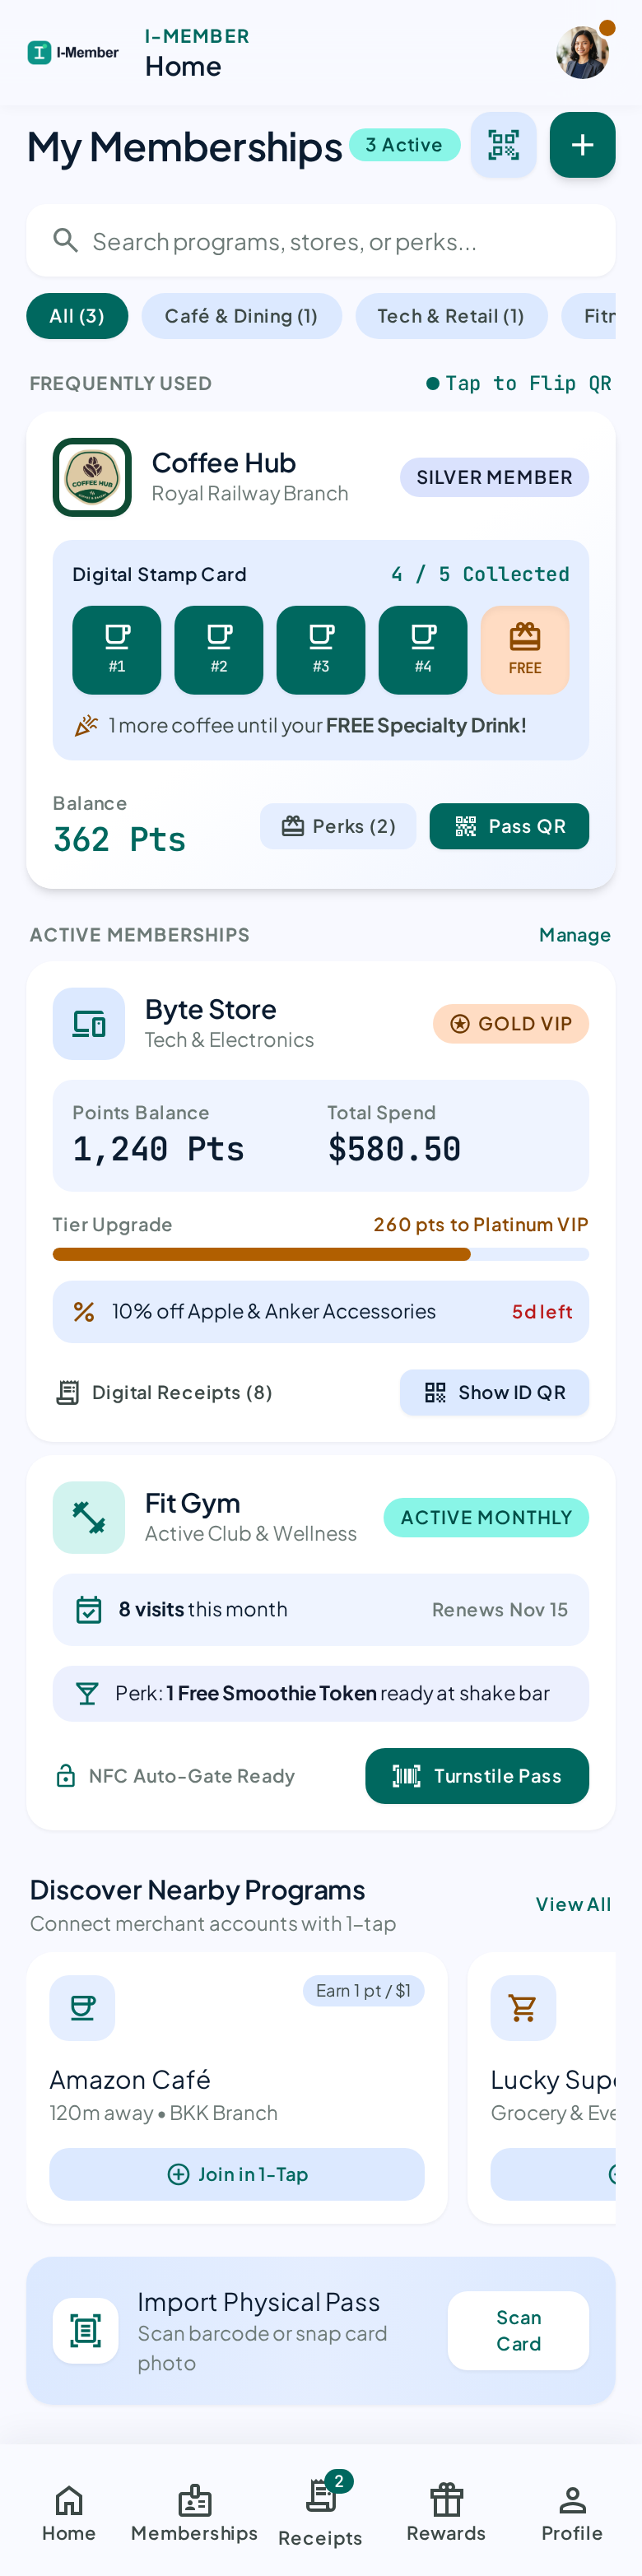 I-Member
I-MEMBER
Home
My Memberships
3 Active
Search programs, stores, or perks...
All (3)
Café & Dining (1)
Tech & Retail (1)
Fitn
FREQUENTLY USED
Tap to Flip QR
COFFEE HUB
Coffee Hub
Royal Railway Branch
SILVER MEMBER
Digital Stamp Card
4 / 5 Collected
#1
#2
#3
#4
FREE
1 more coffee until your FREE Specialty Drink!
Balance
362 Pts
Perks (2)
Pass QR
ACTIVE MEMBERSHIPS
Manage
Byte Store
Tech & Electronics
GOLD VIP
Points Balance
Total Spend
1,240 Pts
$580.50
Tier Upgrade
260 pts to Platinum VIP
10% off Apple & Anker Accessories
5d left
Digital Receipts (8)
Show ID QR
Fit Gym
Active Club & Wellness
ACTIVE MONTHLY
8 visits this month
Renews Nov 15
Perk: 1 Free Smoothie Token ready at shake bar
NFC Auto-Gate Ready
Turnstile Pass
Discover Nearby Programs
Connect merchant accounts with 1-tap
View All
Earn 1 pt / $1
Amazon Café
120m away • BKK Branch
Join in 1-Tap
Lucky Supe
Grocery & Eve
Import Physical Pass
Scan barcode or snap card
photo
Scan
Card
2
Home
Memberships
Receipts
Rewards
Profile